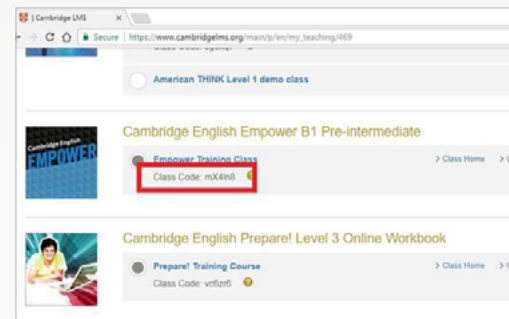 | Cambridge LMS
Secure | https://www.cambridgelms.org/main/p/en/my_teaching/469
American THINK Level 1 demo class
Cambridge English Empower B1 Pre-intermediate
Cambridge English
EMPOWER
Empower Training Class
> Class Home
Class Code: mX4ln8
Cambridge English Prepare! Level 3 Online Workbook
Prepare! Training Course
> Class Home
Class Code: vc6zr6